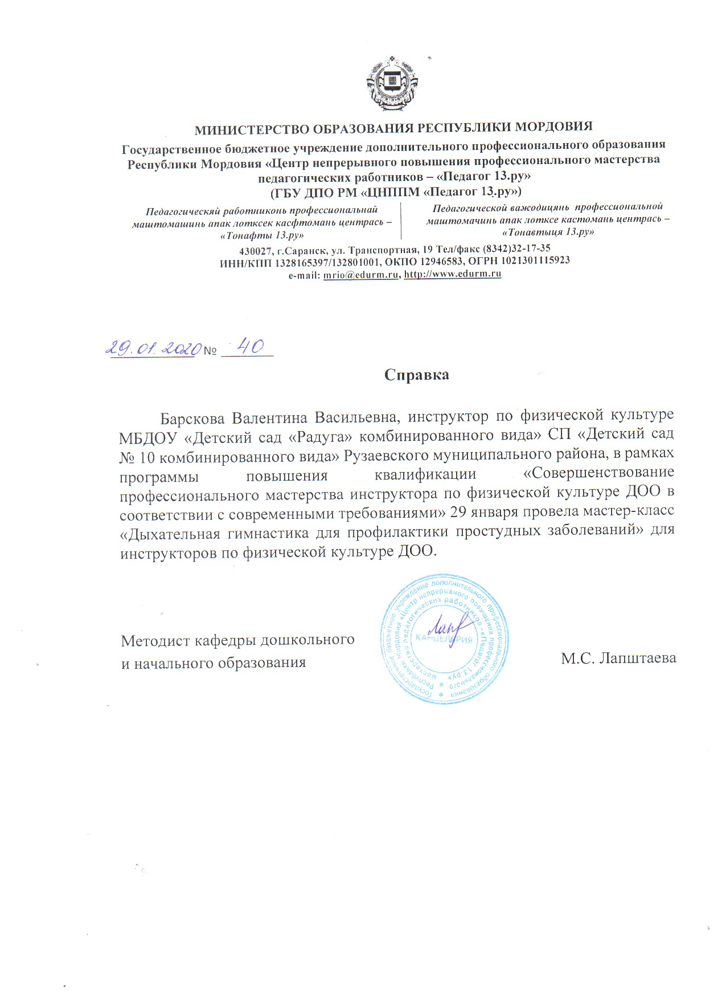 МИНИСТЕРСТВО ОБРАЗОВАНИЯ РЕСПУБЛИКИ МОРДОВИЯ
Государственное бюджетное учреждение дополнительного профессионального образования
Республики Мордовия «Центр непрерывного повышения профессионального мастерства
педагогических работников – «Педагог 13.ру»
(ГБУ ДПО РМ «ЦНППМ «Педагог 13.ру»)
Педагогическяй работниконь профессиональнай
маштомашинь апак лотксек касфтомань центрась –
«Тонафты 13.ру»
Педагогической важодицянь профессиональной
маштомачинь апак лотксе кастомань центрась –
«Тонавтыця 13.ру»
430027, г.Саранск, ул. Транспортная, 19 Тел/факс (8342)32-17-35
ИНН/КПП 1328165397/132801001, ОКПО 12946583, ОГРН 1021301115923
e-mail: mrio@edurm.ru, http://www.edurm.ru
29.01.2020 № 40
Справка
Барскова Валентина Васильевна, инструктор по физической культуре
МБДОУ «Детский сад «Радуга» комбинированного вида» СП «Детский сад
№ 10 комбинированного вида» Рузаевского муниципального района, в рамках
программы повышения квалификации «Совершенствование
профессионального мастерства инструктора по физической культуре ДОО в
соответствии с современными требованиями» 29 января провела мастер-класс
«Дыхательная гимнастика для профилактики простудных заболеваний» для
инструкторов по физической культуре ДОО.
Государственное бюджетное учреждение дополнительного профессионального образования
Республики Мордовия «Центр непрерывного повышения профессионального
мастерства педагогических работников - «Педагог 13.ру»
КАНЦЕЛЯРИЯ
Методист кафедры дошкольного
и начального образования
М.С. Лапштаева